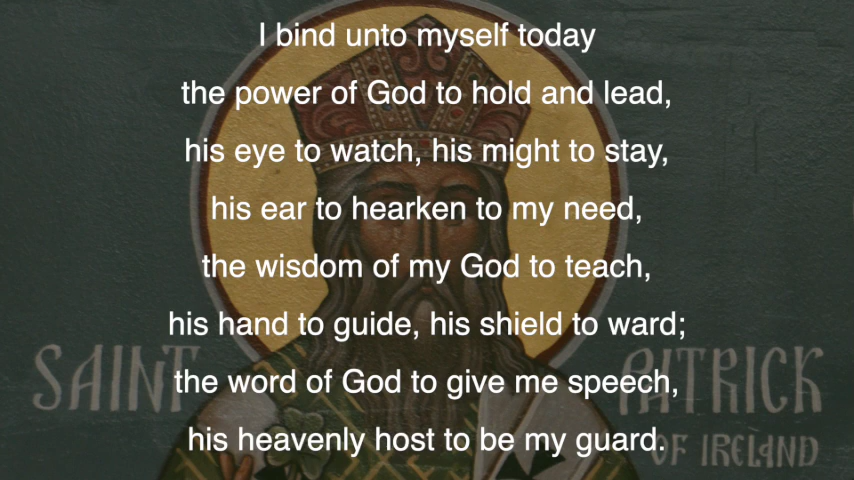 I bind unto myself today
the power of God to hold and lead,
his eye to watch, his might to stay,
his ear to hearken to my need,
the wisdom of my God to teach,
his hand to guide, his shield to ward;
the word of God to give me speech,
his heavenly host to be my guard.
SAINT PATRICK
OF IRELAND